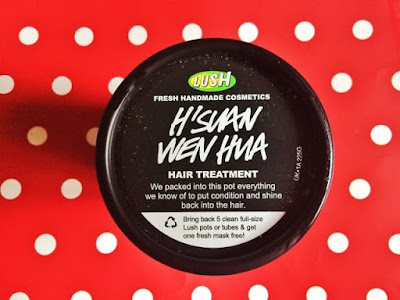 LUSH
FRESH HANDMADE COSMETICS
H'SUAN
WEN HUA
HAIR TREATMENT
We packed into this pot everything
we know of to put condition and shine
back into the hair.
Bring back 5 clean full-size
Lush pots or tubes & get
one fresh mask free!